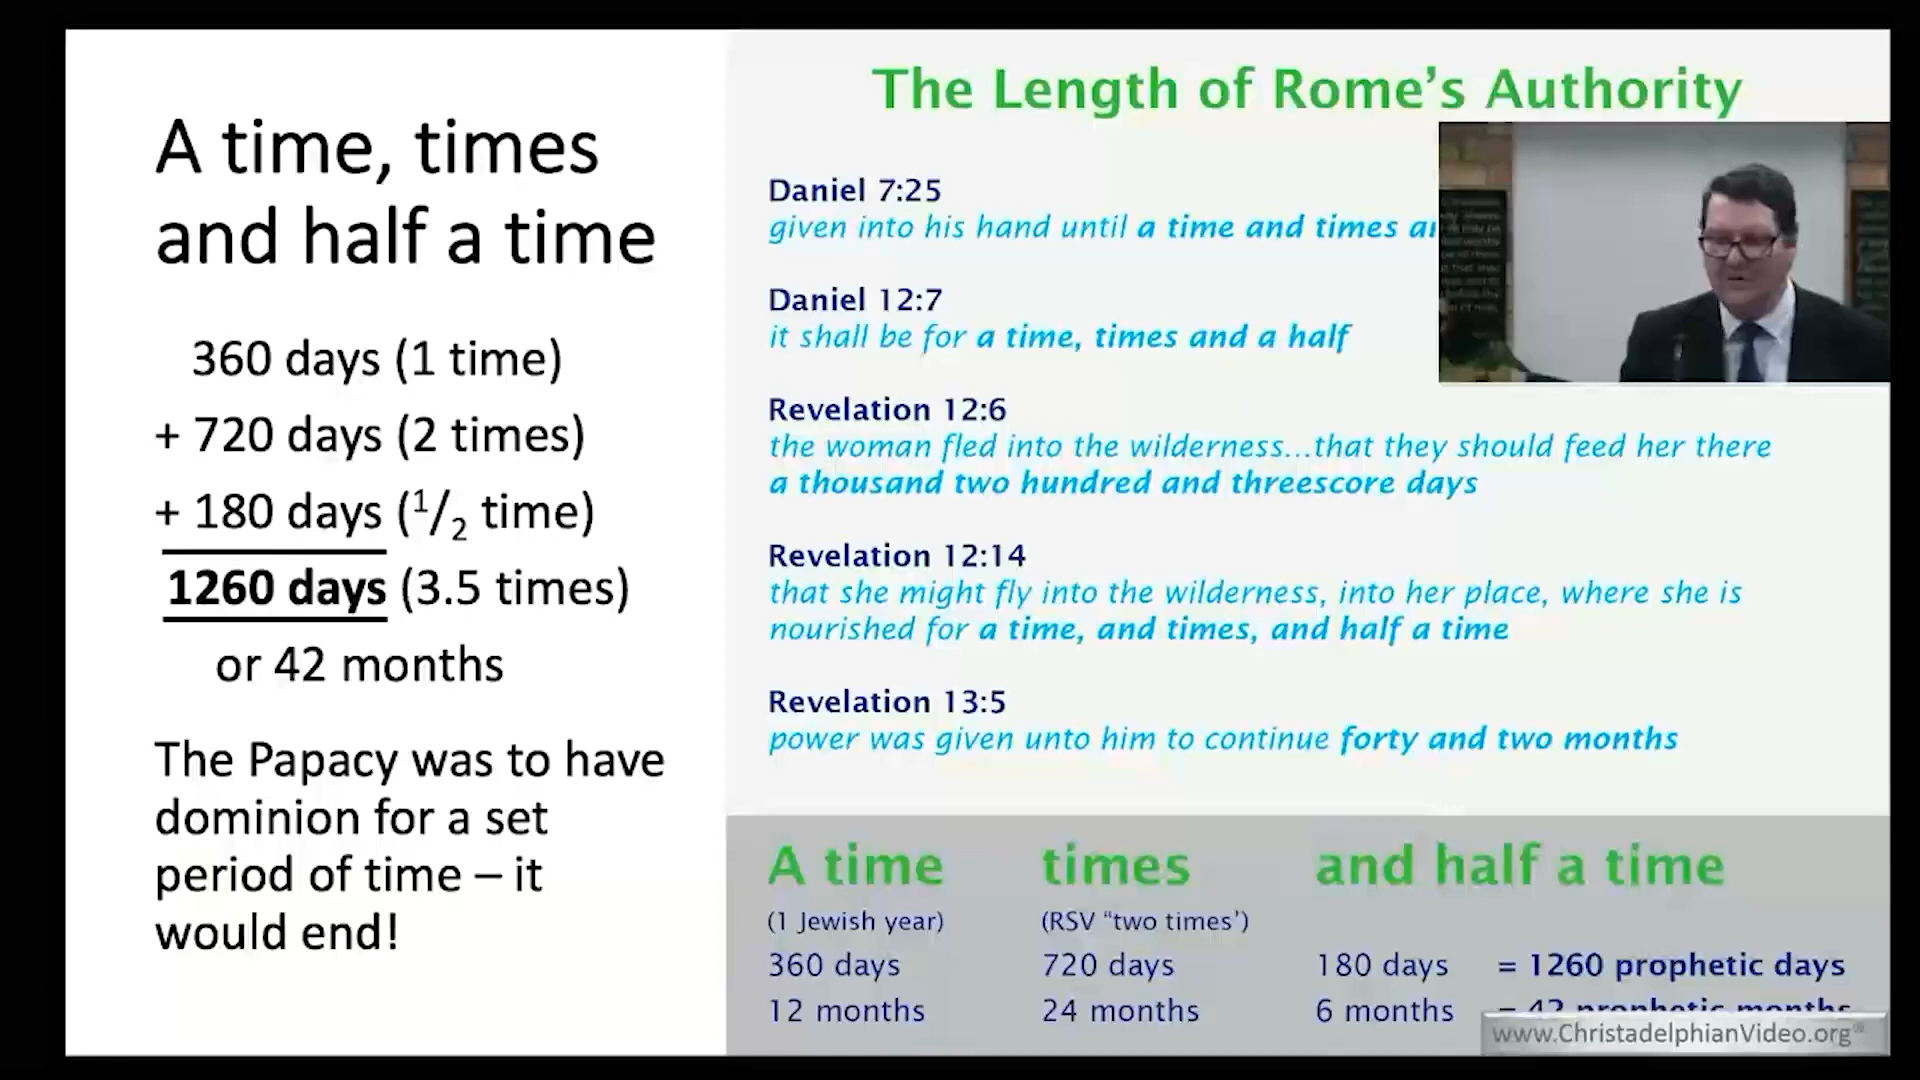 A time, times
and half a time
360 days (1 time)
+ 720 days (2 times)
+ 180 days (1/2 time)
1260 days (3.5 times)
or 42 months
The Papacy was to have
dominion for a set
period of time – it
would end!
The Length of Rome's Authority
Daniel 7:25
given into his hand until a time and times
Daniel 12:7
it shall be for a time, times and a half
Revelation 12:6
the woman fled into the wilderness...that they should feed her there
a thousand two hundred and threescore days
Revelation 12:14
that she might fly into the wilderness, into her place, where she is
nourished for a time, and times, and half a time
Revelation 13:5
power was given unto him to continue forty and two months
A time times and half a time
(1 Jewish year) (RSV "two times')
360 days 720 days 180 days = 1260 prophetic days
12 months 24 months 6 months = 42 prophetic months
www.ChristadelphianVideo.org®